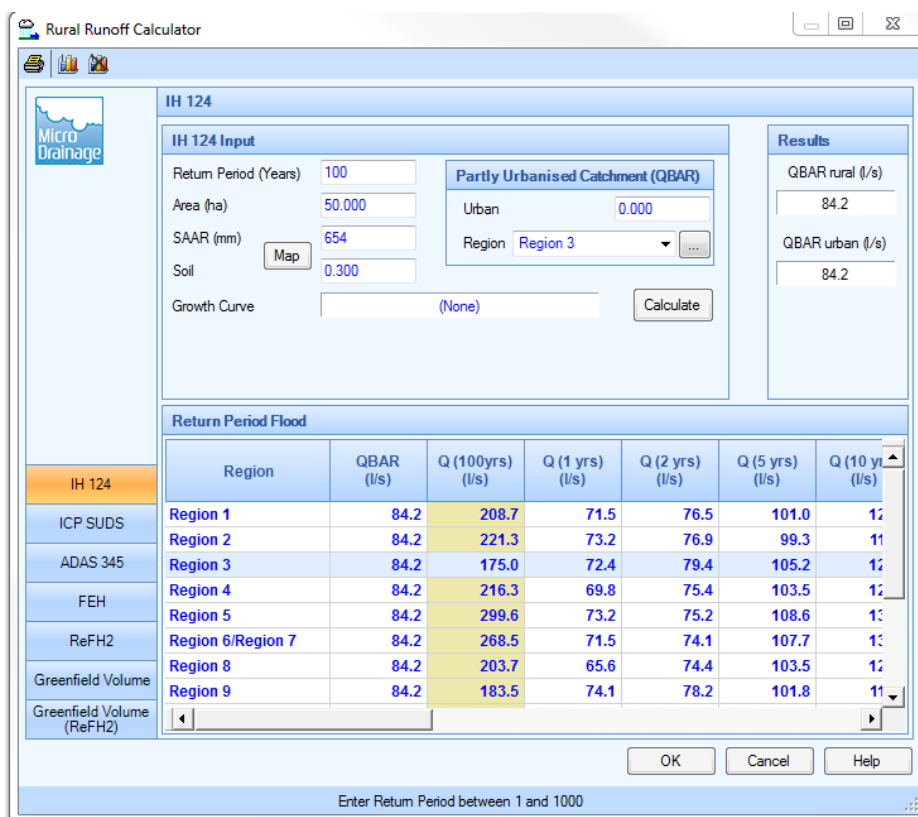 Rural Runoff Calculator
Micro
Drainage
IH 124
IH 124 Input
Return Period (Years) 100
Area (ha) 50.000
SAAR (mm) 654
Map
Soil 0.300
Growth Curve (None)
Partly Urbanised Catchment (QBAR)
Urban 0.000
Region Region 3 ...
Calculate
Results
QBAR rural (l/s)
84.2
QBAR urban (l/s)
84.2
Return Period Flood
Region QBAR (l/s) Q (100yrs) (l/s) Q (1 yrs) (l/s) Q (2 yrs) (l/s) Q (5 yrs) (l/s) Q (10 (l/s)
Region 1 84.2 208.7 71.5 76.5 101.0
Region 2 84.2 221.3 73.2 76.9 99.3
Region 3 84.2 175.0 72.4 79.4 105.2
Region 4 84.2 216.3 69.8 75.4 103.5
Region 5 84.2 299.6 73.2 75.2 108.6
Region 6/Region 7 84.2 268.5 71.5 74.1 107.7
Region 8 84.2 203.7 65.6 74.4 103.5
Region 9 84.2 183.5 74.1 78.2 101.8
IH 124
ICP SUDS
ADAS 345
FEH
ReFH2
Greenfield Volume
Greenfield Volume
(ReFH2)
OK Cancel Help
Enter Return Period between 1 and 1000